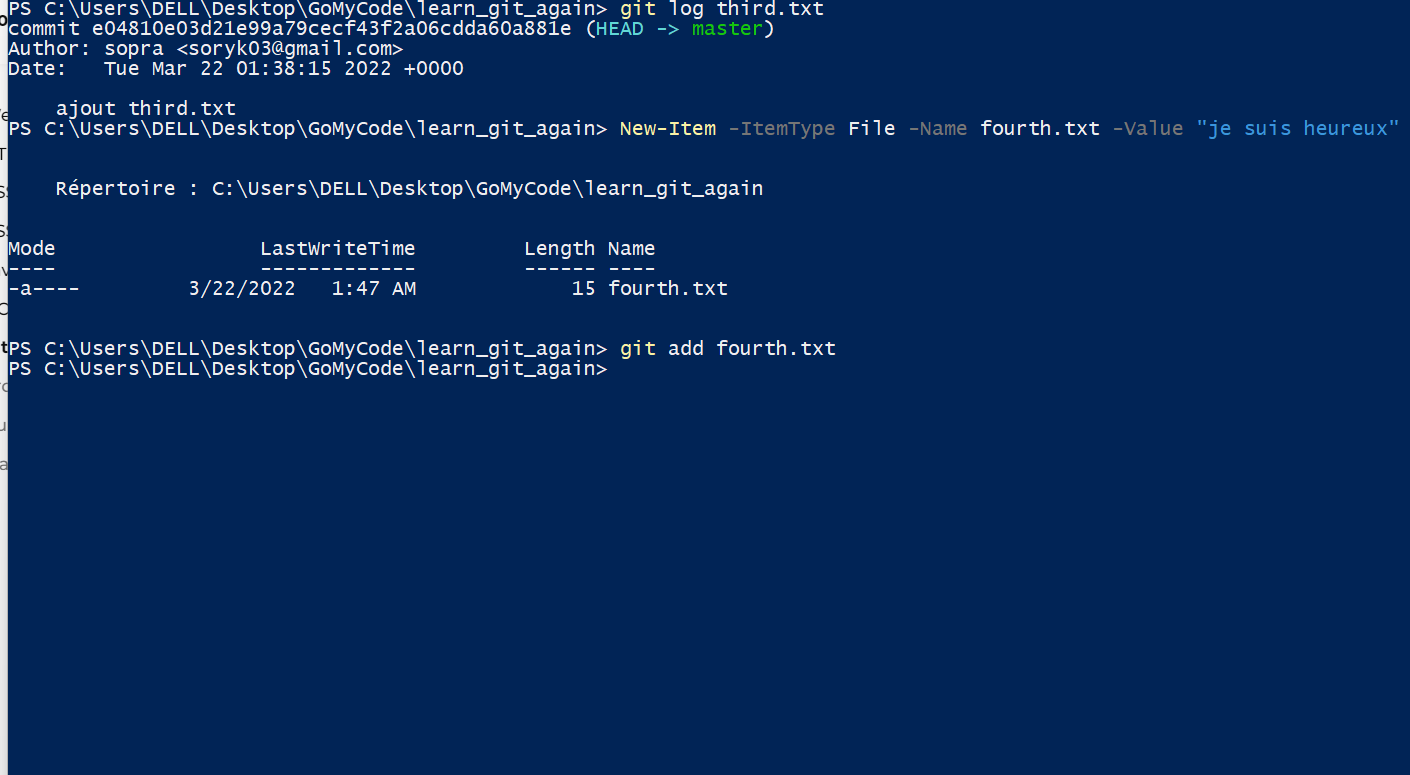 PS C:\Users\DELL\Desktop\GoMyCode\learn_git_again> git log third.txt
commit e04810e03d21e99a79cecf43f2a06cdda60a881e (HEAD -> master)
Author: sopra <soryk03@gmail.com>
Date:   Tue Mar 22 01:38:15 2022 +0000
    ajout third.txt
PS C:\Users\DELL\Desktop\GoMyCode\learn_git_again> New-Item -ItemType File -Name fourth.txt -Value "je suis heureux"
    Répertoire : C:\Users\DELL\Desktop\GoMyCode\learn_git_again
Mode                 LastWriteTime         Length Name
----                 -------------         ------ ----
-a----         3/22/2022   1:47 AM             15 fourth.txt
PS C:\Users\DELL\Desktop\GoMyCode\learn_git_again> git add fourth.txt
PS C:\Users\DELL\Desktop\GoMyCode\learn_git_again>